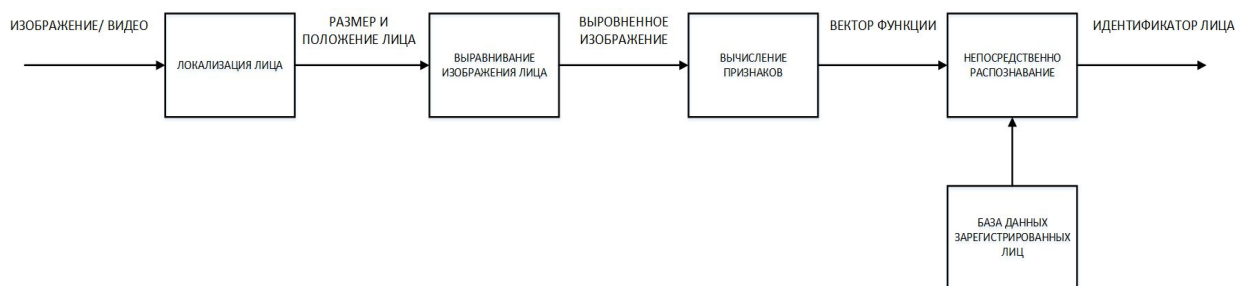 ИЗОБРАЖЕНИЕ/ ВИДЕО
ЛОКАЛИЗАЦИЯ ЛИЦА
РАЗМЕР И
ПОЛОЖЕНИЕ ЛИЦА
ВЫРАВНИВАНИЕ
ИЗОБРАЖЕНИЯ ЛИЦА
ВЫРОВНЕННОЕ
ИЗОБРАЖЕНИЕ
ВЫЧИСЛЕНИЕ
ПРИЗНАКОВ
ВЕКТОР ФУНКЦИИ
НЕПОСРЕДСТВЕННО
РАСПОЗНАВАНИЕ
ИДЕНТИФИКАТОР ЛИЦА
БАЗА ДАННЫХ
ЗАРЕГИСТРИРОВАННЫХ
ЛИЦ